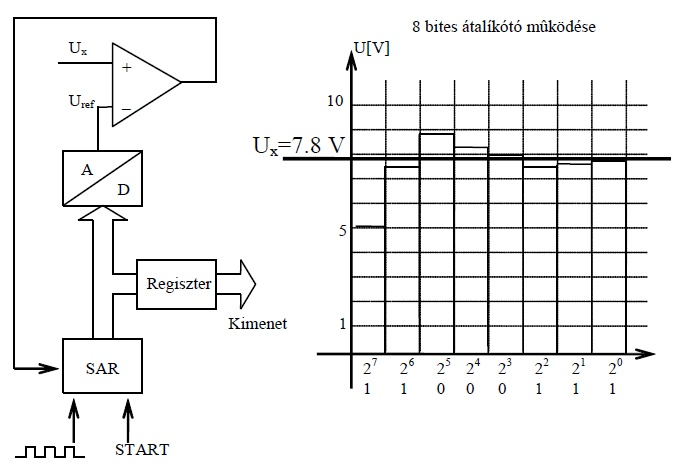 8 bites átalíkótó mûködése
U[V]
Ux
+
Uref
−
10
Ux=7.8 V
A
D
5
Regiszter
Kimenet
1
SAR
2⁷ 2⁶ 2⁵ 2⁴ 2³ 2² 2¹ 2⁰
1 1 0 0 0 1 1 1
START